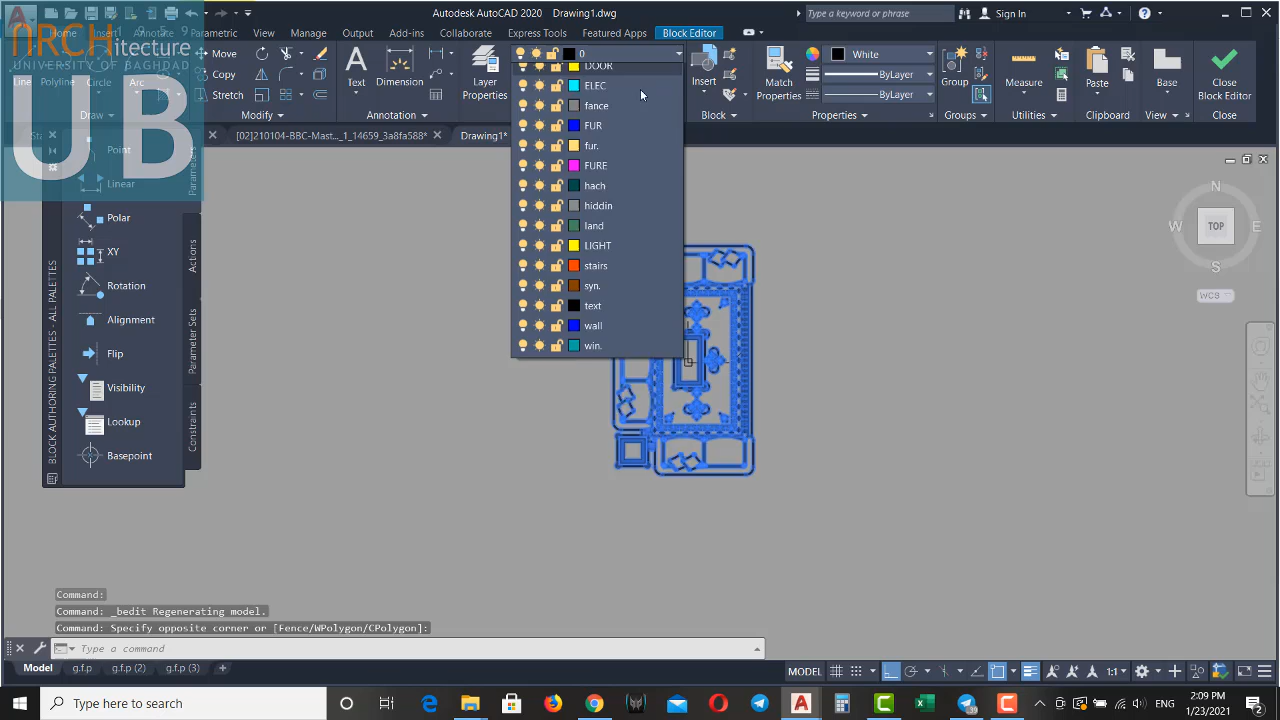 Autodesk AutoCAD 2020 Drawing1.dwg
Type a keyword or phrase
Sign In
ARCHitecture
UB
Home Insert Annotate Parametric View Manage Output Add-ins Collaborate Express Tools Featured Apps Block Editor
Line Polyline Circle Arc
Draw
Move
Copy
Stretch
Modify
Text
Dimension
Annotation
Layer
Properties
0
Insert
Block
Match
Properties
White
ByLayer
ByLayer
Properties
Group
Groups
Measure
Utilities
Paste
Clipboard
Base
View
Close
Block Editor
Close
[02]210104-BBC-Mast..._1_14659_3a8fa588*
Drawing1*
DOOR
ELEC
fance
FUR
fur.
FURE
hach
hiddin
land
LIGHT
stairs
syn.
text
wall
win.
Point
Linear
Polar
XY
Rotation
Alignment
Flip
Visibility
Lookup
Basepoint
Parameters
Actions
Parameter Sets
Constraints
BLOCK AUTHORING PALETTES - ALL PALETTES
N
W
TOP
E
S
WCS
Command:
Command: _bedit Regenerating model.
Command: Specify opposite corner or [Fence/WPolygon/CPolygon]:
Type a command
Model g.f.p g.f.p (2) g.f.p (3)
MODEL
1:1
Type here to search
39
ENG
2:09 PM
1/23/2021
2